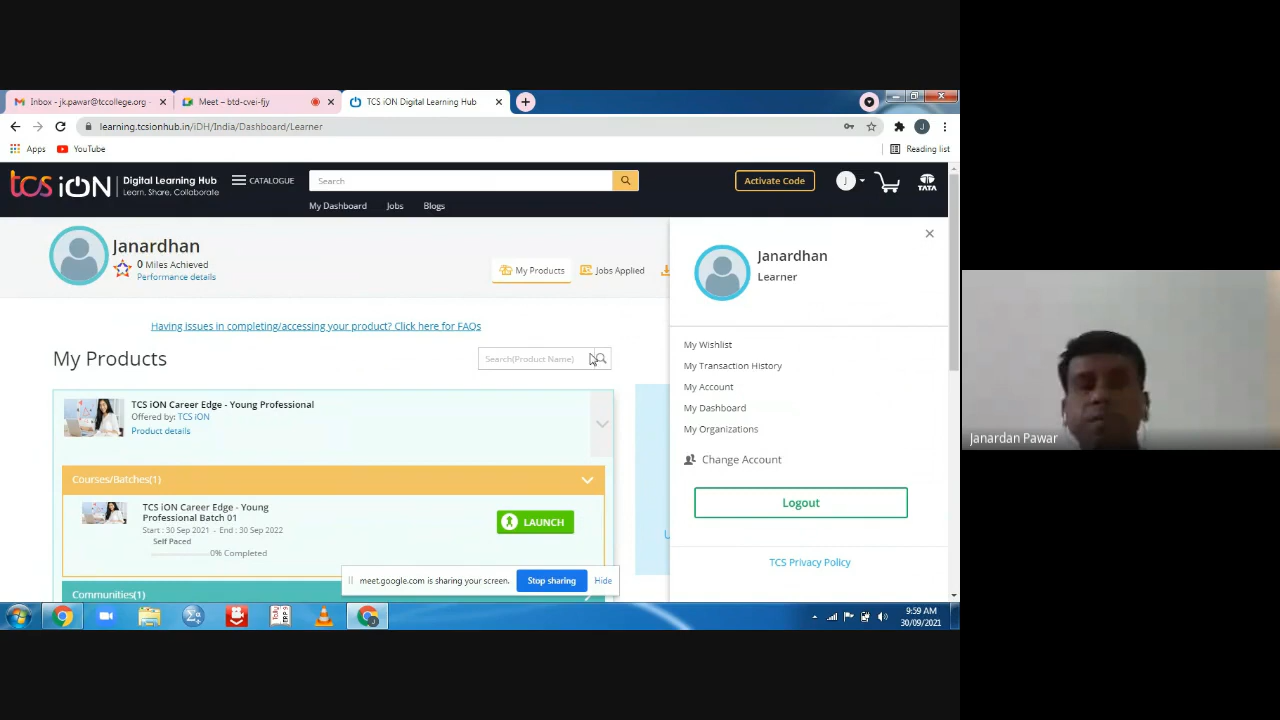 Inbox - jk.pawar@tccollege.org -
Meet – btd-cvei-fjy
TCS iON Digital Learning Hub
learning.tcsionhub.in/iDH/India/Dashboard/Learner
Apps
YouTube
Reading list
tcs iON
Digital Learning Hub
Learn. Share. Collaborate
CATALOGUE
Search
Activate Code
J
TATA
My Dashboard
Jobs
Blogs
Janardhan
0 Miles Achieved
Performance details
My Products
Jobs Applied
Having issues in completing/accessing your product? Click here for FAQs
My Products
Search(Product Name)
TCS iON Career Edge - Young Professional
Offered by: TCS iON
Product details
Courses/Batches(1)
TCS iON Career Edge - Young
Professional Batch 01
Start : 30 Sep 2021 - End : 30 Sep 2022
Self Paced
0% Completed
LAUNCH
Communities(1)
Janardhan
Learner
My Wishlist
My Transaction History
My Account
My Dashboard
My Organizations
Change Account
Logout
TCS Privacy Policy
meet.google.com is sharing your screen.
Stop sharing
Hide
9:59 AM
30/09/2021
Janardan Pawar